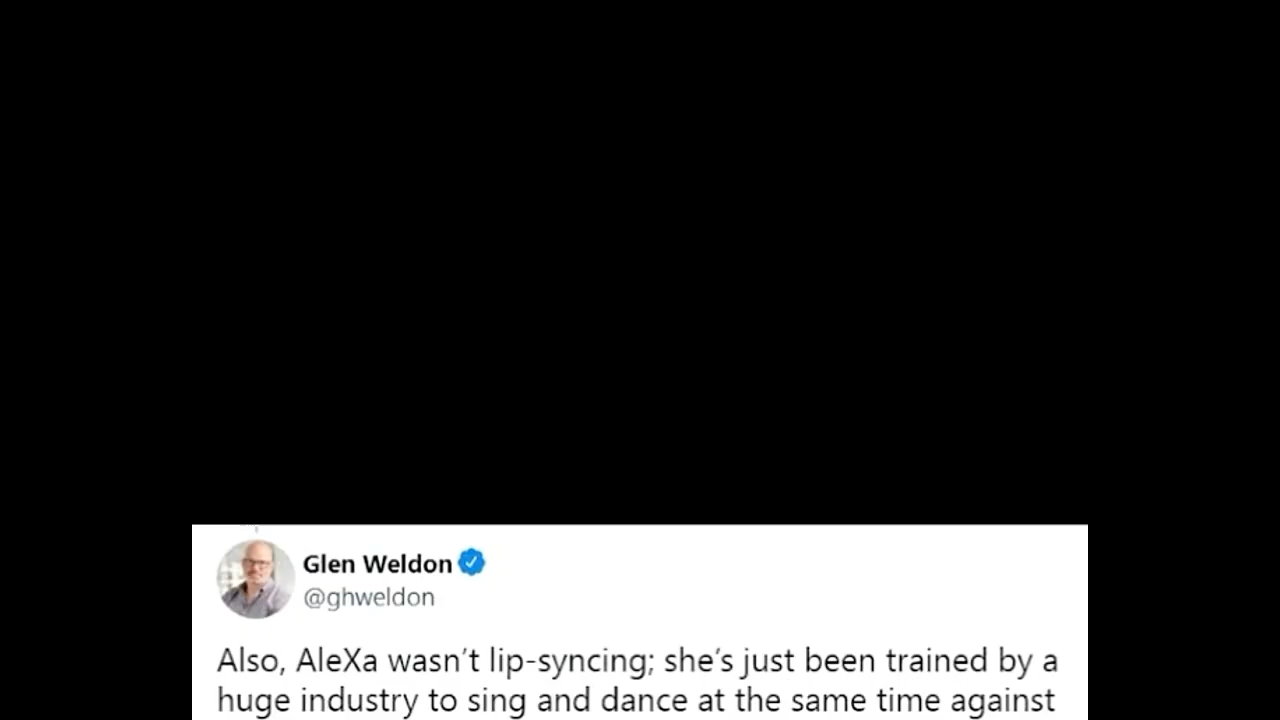 Glen Weldon
@ghweldon
Also, AleXa wasn’t lip-syncing; she’s just been trained by a
huge industry to sing and dance at the same time against